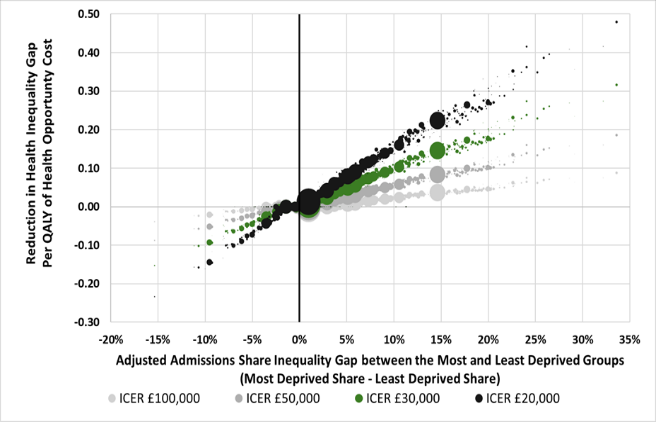 Reduction in Health Inequality Gap
Per QALY of Health Opportunity Cost
0.50
0.40
0.30
0.20
0.10
0.00
-0.10
-0.20
-0.30
-20% -15% -10% -5% 0% 5% 10% 15% 20% 25% 30% 35%
Adjusted Admissions Share Inequality Gap between the Most and Least Deprived Groups
(Most Deprived Share - Least Deprived Share)
ICER £100,000 ICER £50,000 ICER £30,000 ICER £20,000